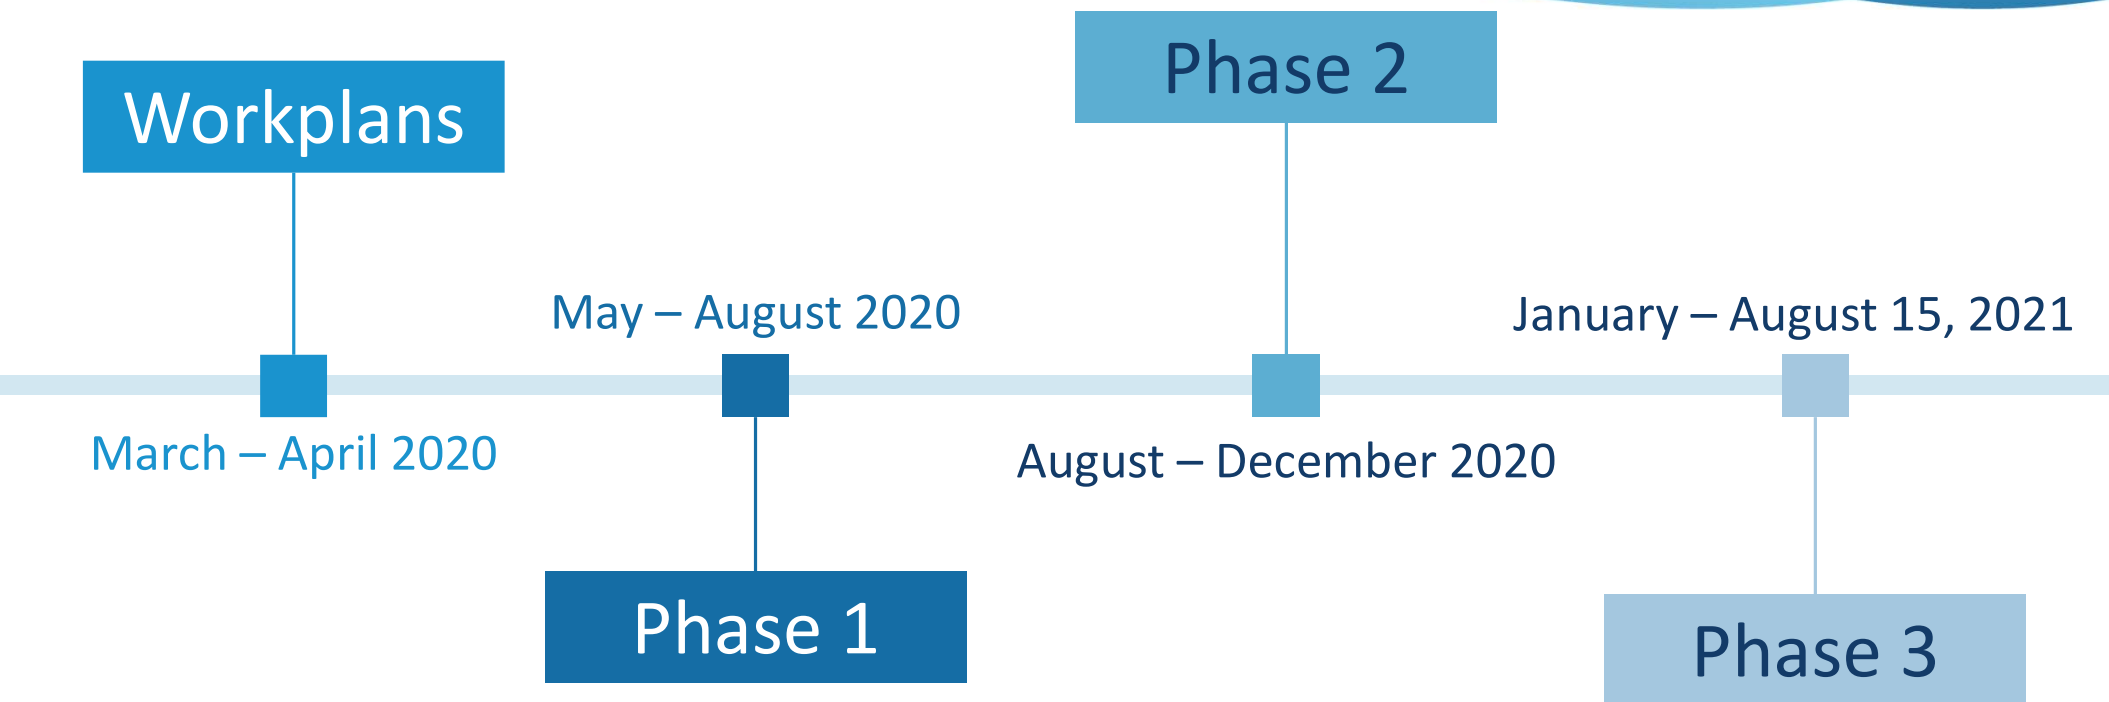 Workplans
March – April 2020
May – August 2020
Phase 1
Phase 2
August – December 2020
January – August 15, 2021
Phase 3